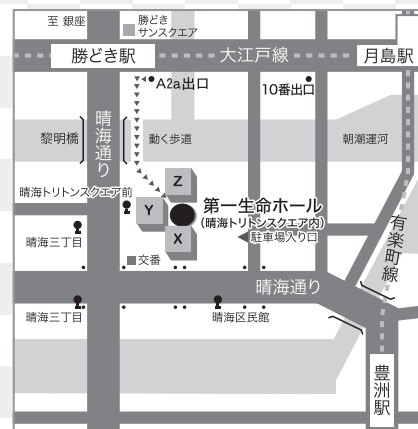 至 銀座
勝どき
サンスクエア
勝どき駅
大江戸線
月島駅
A2a出口
10番出口
晴海通り
黎明橋
動く歩道
朝潮運河
Z
晴海トリトンスクエア前
Y
第一生命ホール
(晴海トリトンスクエア内)
X
駐車場入り口
晴海三丁目
有楽町線
交番
晴海通り
晴海三丁目
晴海区民館
豊洲駅